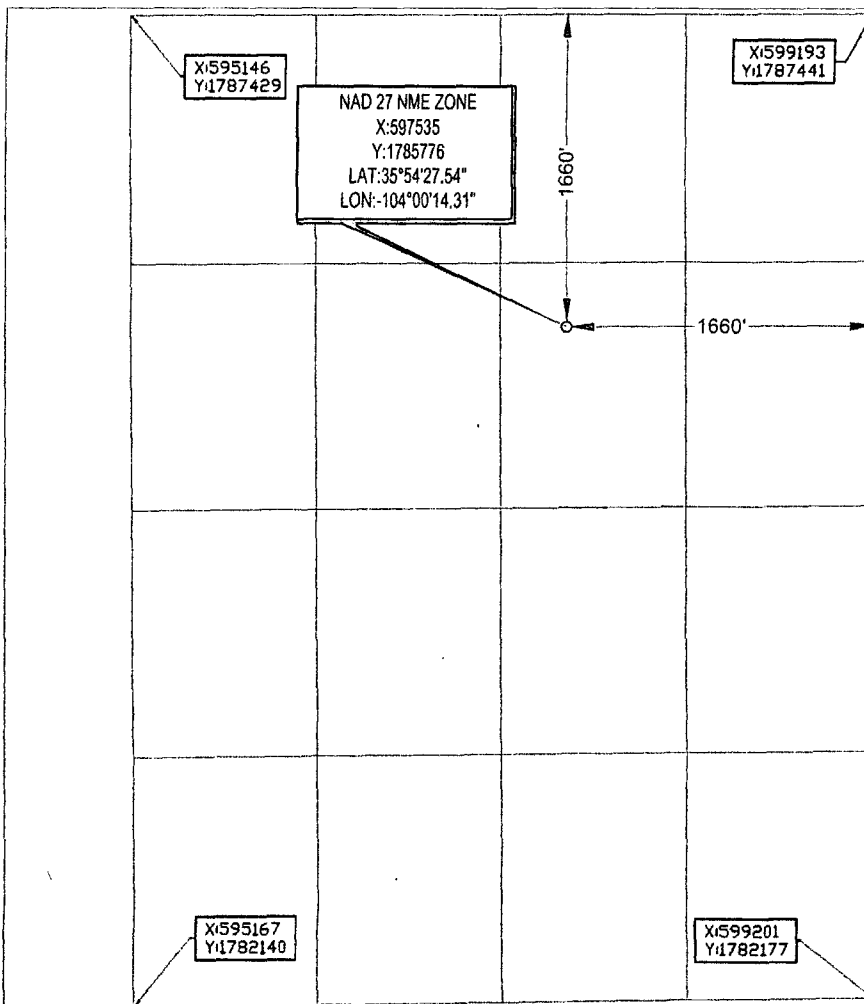 X:595146
Y:1787429
X:599193
Y:1787441
NAD 27 NME ZONE
X:597535
Y:1785776
LAT:35°54'27.54"
LON:-104°00'14.31"
1660'
1660'
X:595167
Y:1782140
X:599201
Y:1782177